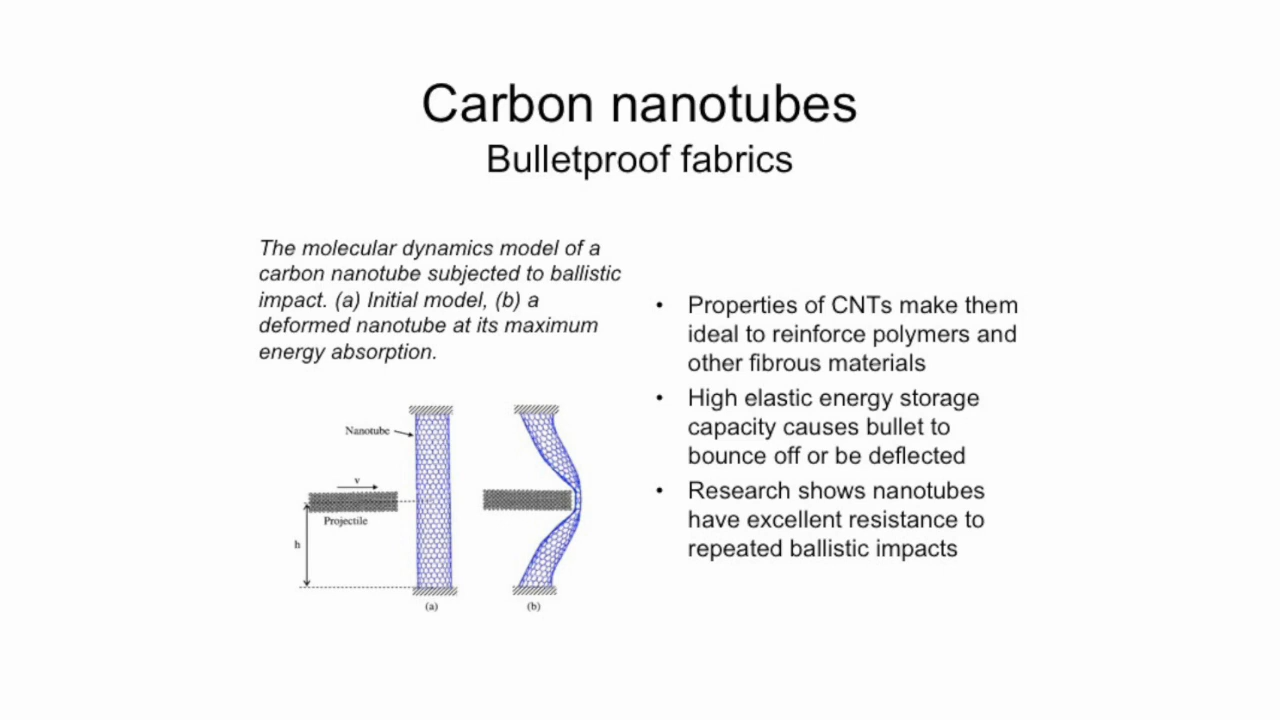 Carbon nanotubes
Bulletproof fabrics
The molecular dynamics model of a
carbon nanotube subjected to ballistic
impact. (a) Initial model, (b) a
deformed nanotube at its maximum
energy absorption.
Nanotube
v
Projectile
h
(a)
(b)
• Properties of CNTs make them
ideal to reinforce polymers and
other fibrous materials
• High elastic energy storage
capacity causes bullet to
bounce off or be deflected
• Research shows nanotubes
have excellent resistance to
repeated ballistic impacts